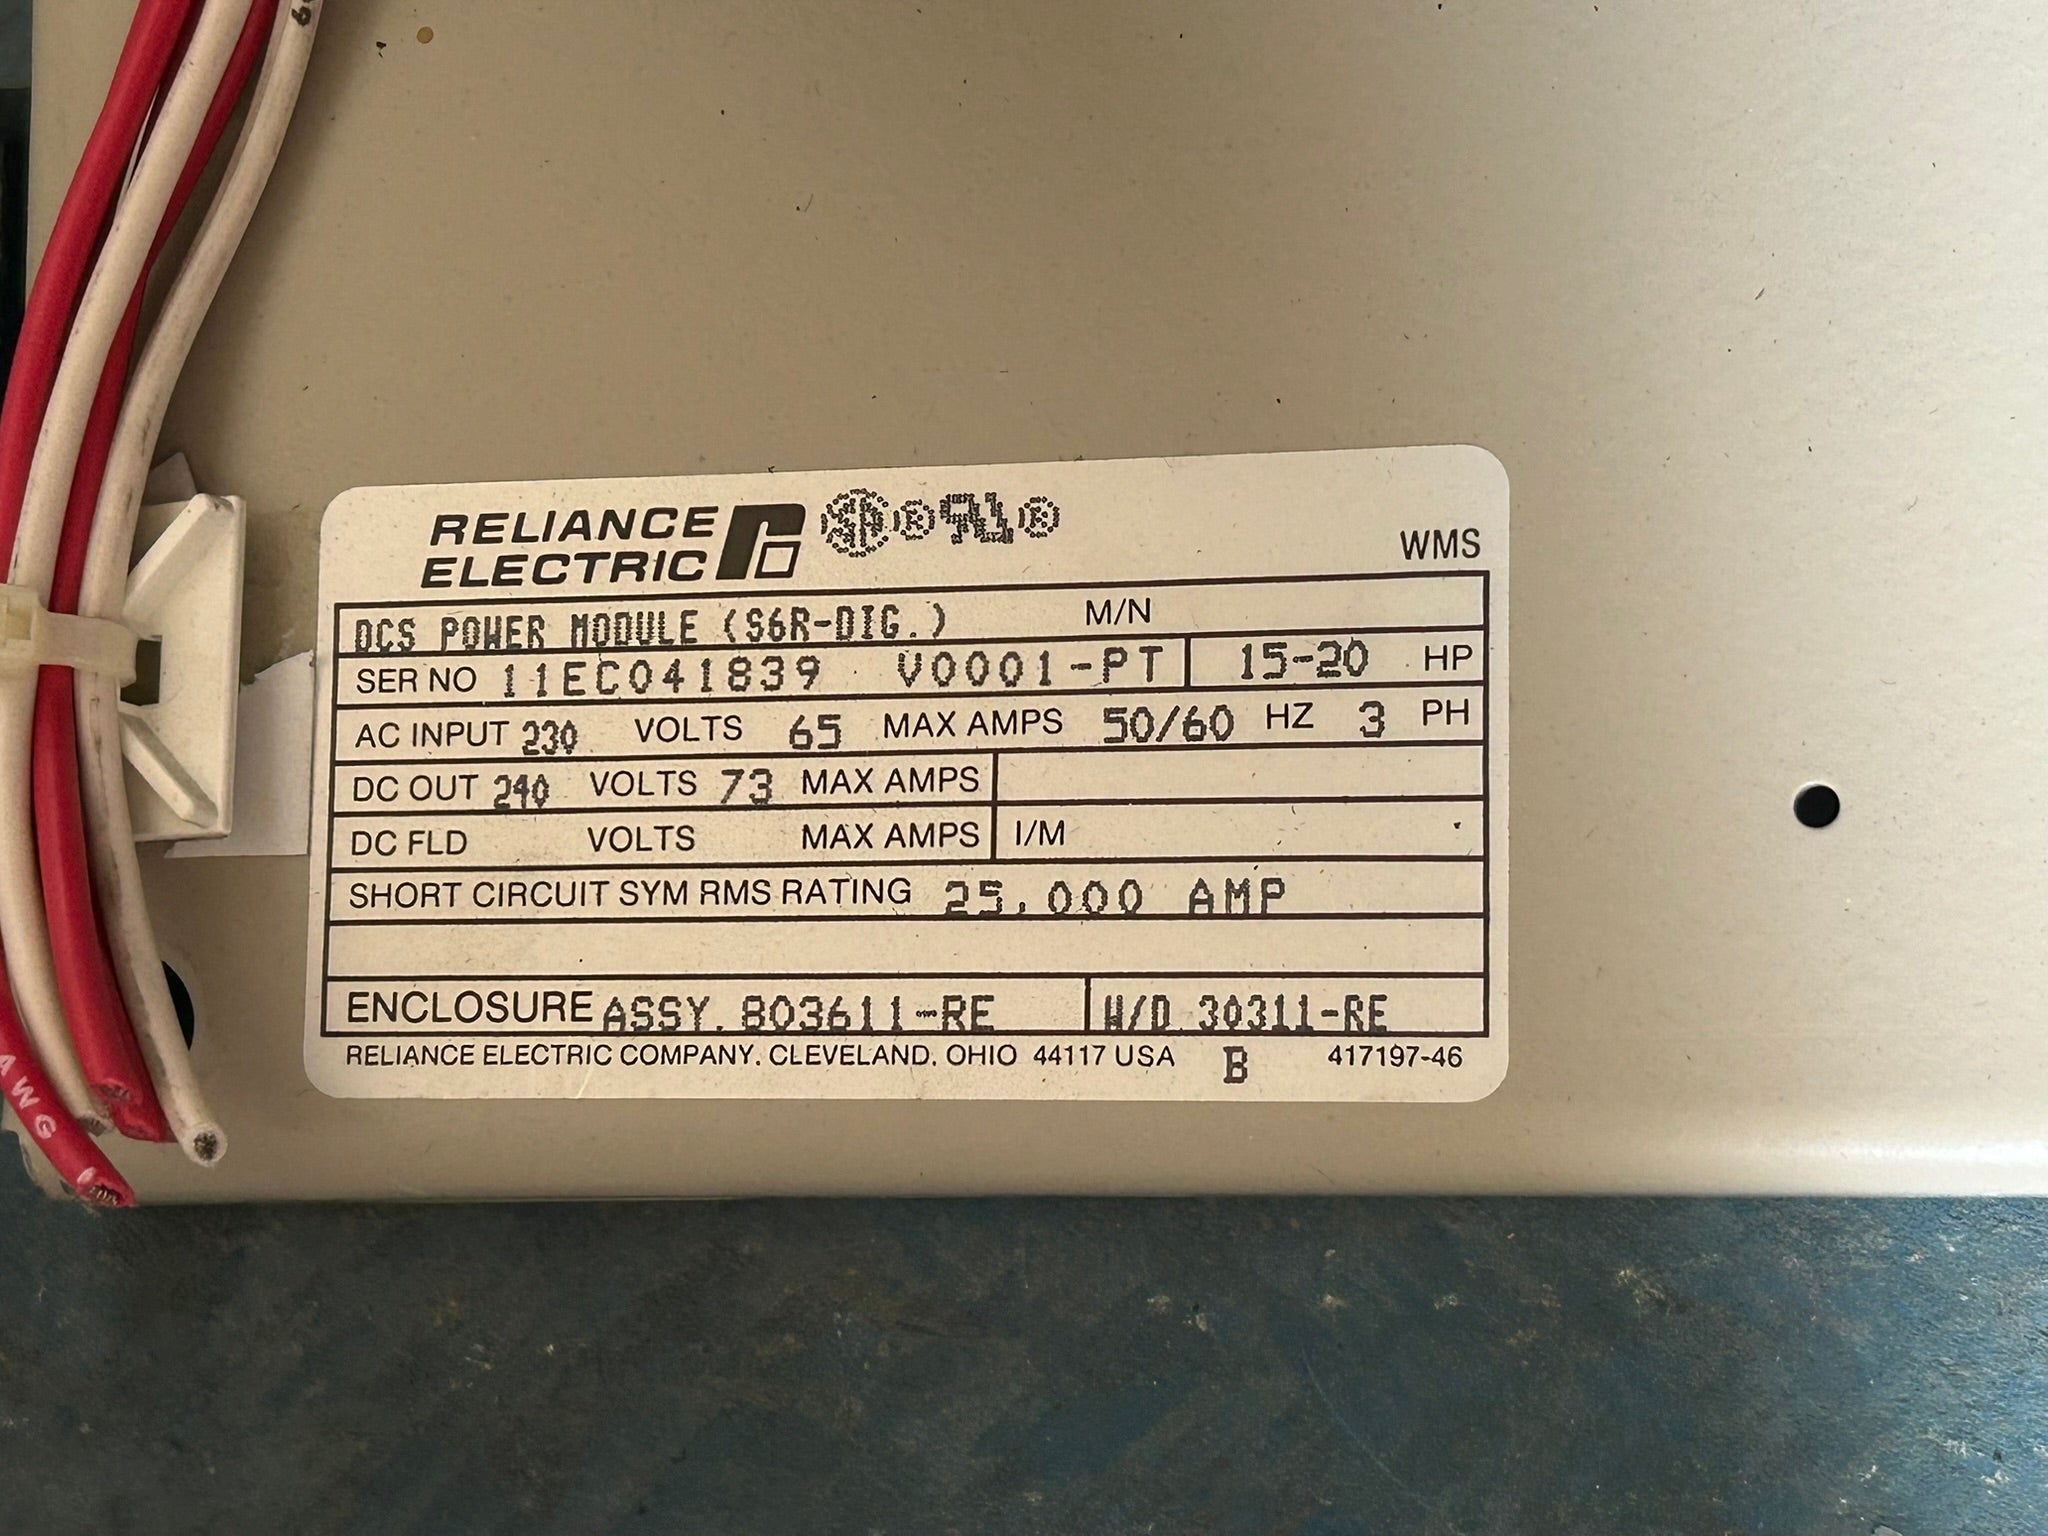 RELIANCE
ELECTRIC
WMS
DCS POWER MODULE (S6R-DIG.) M/N
SER NO 11EC041839 V0001-PT 15-20 HP
AC INPUT 230 VOLTS 65 MAX AMPS 50/60 HZ 3 PH
DC OUT 240 VOLTS 73 MAX AMPS
DC FLD VOLTS MAX AMPS I/M
SHORT CIRCUIT SYM RMS RATING 25,000 AMP
ENCLOSURE ASSY. 803611-RE W/D 30311-RE
RELIANCE ELECTRIC COMPANY, CLEVELAND, OHIO 44117 USA B 417197-46
AWG